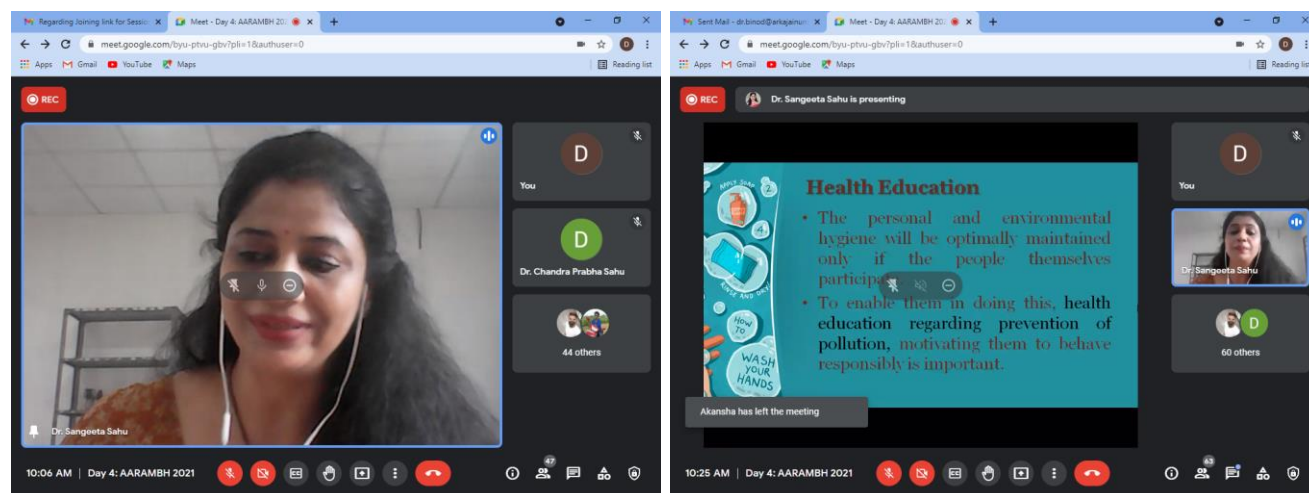 Regarding Joining link for Sessio
Meet - Day 4: AARAMBH 202
meet.google.com/byu-ptvu-gbv?pli=1&authuser=0
D
Apps
Gmail
YouTube
Maps
Reading list
REC
D
You
D
Dr. Chandra Prabha Sahu
44 others
Dr. Sangeeta Sahu
10:06 AM | Day 4: AARAMBH 2021
47
Sent Mail - dr.binod@arkajainun
Meet - Day 4: AARAMBH 202
meet.google.com/byu-ptvu-gbv?pli=1&authuser=0
D
Apps
Gmail
YouTube
Maps
Reading lis
REC
Dr. Sangeeta Sahu is presenting
APPLY SOAP
2.
4.
RINSE AND DRY
HOW
TO
WASH
YOUR
HANDS
Health Education
• The personal and environmental
hygiene will be optimally maintained
only if the people themselves
participa
• To enable them in doing this, health
education regarding prevention of
pollution, motivating them to behave
responsibly is important.
Akansha has left the meeting
D
You
Dr. Sangeeta Sahu
D
60 others
10:25 AM | Day 4: AARAMBH 2021
63